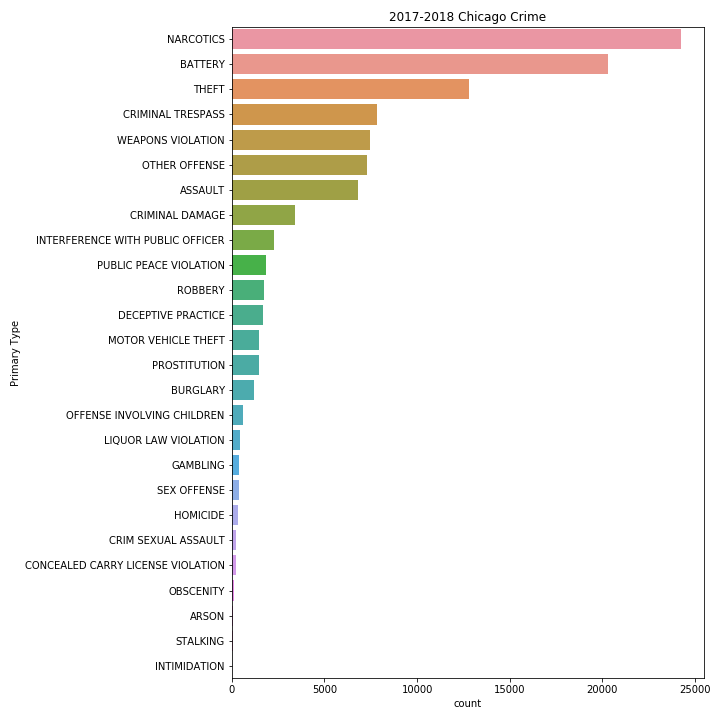 2017-2018 Chicago Crime
NARCOTICS
BATTERY
THEFT
CRIMINAL TRESPASS
WEAPONS VIOLATION
OTHER OFFENSE
ASSAULT
CRIMINAL DAMAGE
INTERFERENCE WITH PUBLIC OFFICER
PUBLIC PEACE VIOLATION
ROBBERY
DECEPTIVE PRACTICE
MOTOR VEHICLE THEFT
PROSTITUTION
BURGLARY
OFFENSE INVOLVING CHILDREN
LIQUOR LAW VIOLATION
GAMBLING
SEX OFFENSE
HOMICIDE
CRIM SEXUAL ASSAULT
CONCEALED CARRY LICENSE VIOLATION
OBSCENITY
ARSON
STALKING
INTIMIDATION
Primary Type
0 5000 10000 15000 20000 25000
count